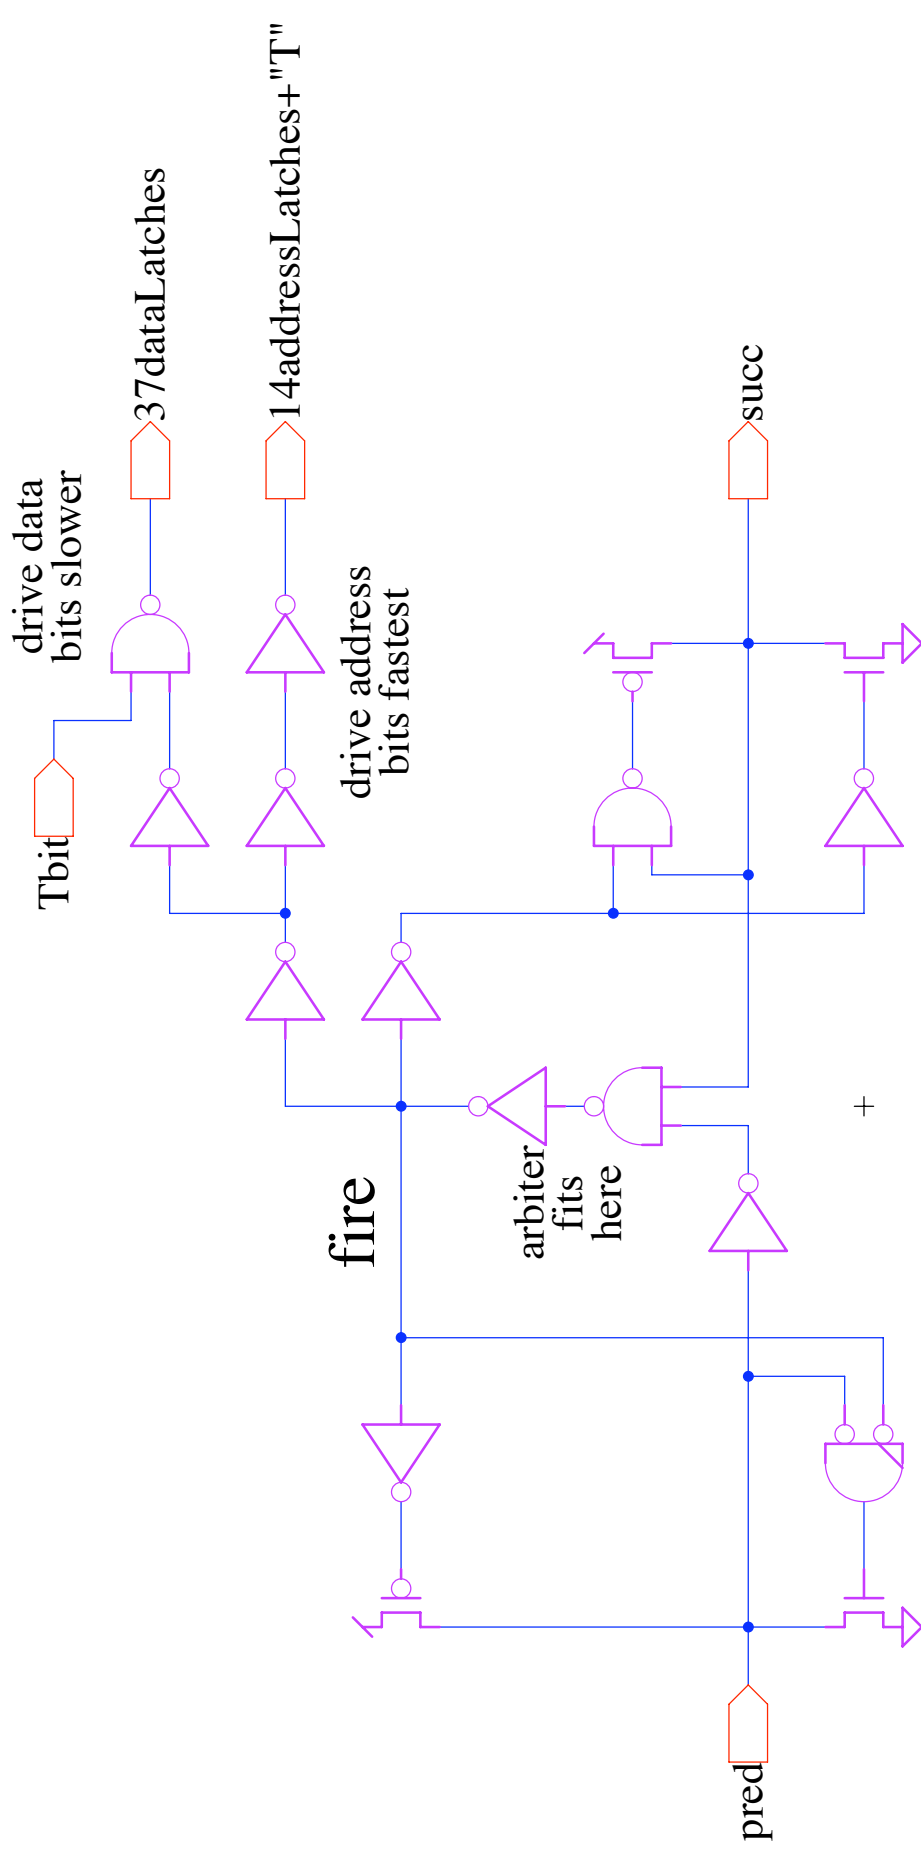 drive data
bits slower
37dataLatches
14addressLatches+"T"
Tbit
drive address
bits fastest
fire
arbiter
fits
here
succ
pred